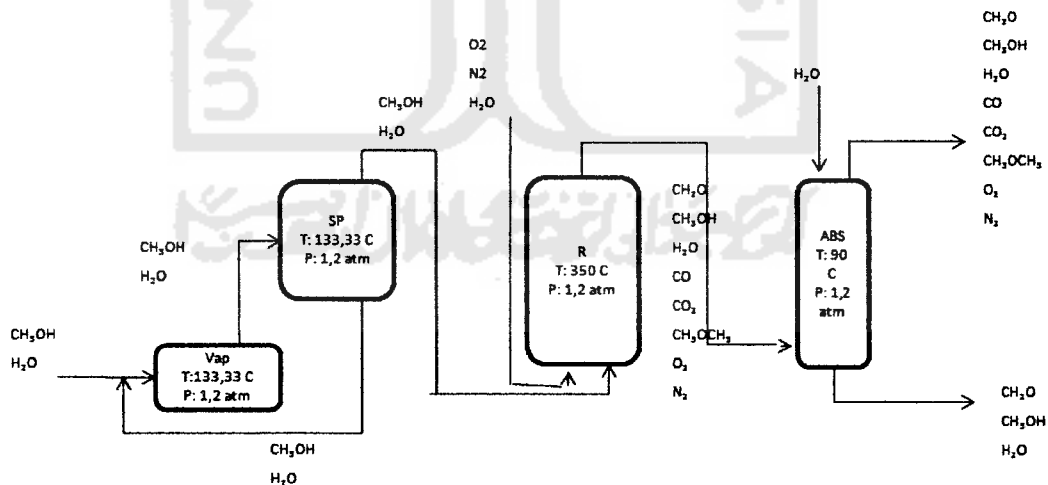 O2
N2
H₂O
CH₃OH
H₂O
H₂O
CH₂O
CH₃OH
H₂O
CO
CO₂
CH₃OCH₃
O₂
N₂
SP
T: 133,33 C
P: 1,2 atm
CH₃OH
H₂O
R
T: 350 C
P: 1,2 atm
CH₂O
CH₃OH
H₂O
CO
CO₂
CH₃OCH₃
O₂
N₂
ABS
T: 90
C
P: 1,2
atm
CH₃OH
H₂O
Vap
T:133,33 C
P: 1,2 atm
CH₃OH
H₂O
CH₂O
CH₃OH
H₂O